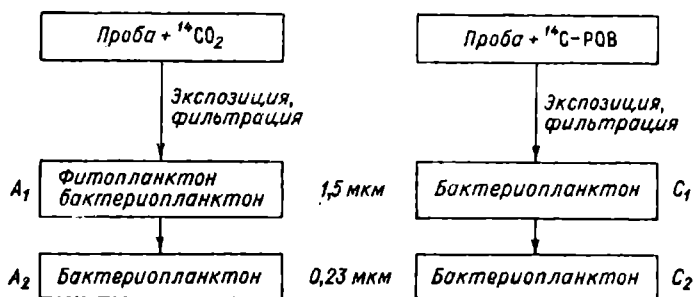 Проба + ¹⁴CO₂
Проба + ¹⁴C-РОВ
Экспозиция,
фильтрация
Экспозиция,
фильтрация
A₁
Фитопланктон
бактериопланктон
1,5 мкм
Бактериопланктон
C₁
A₂
Бактериопланктон
0,23 мкм
Бактериопланктон
C₂